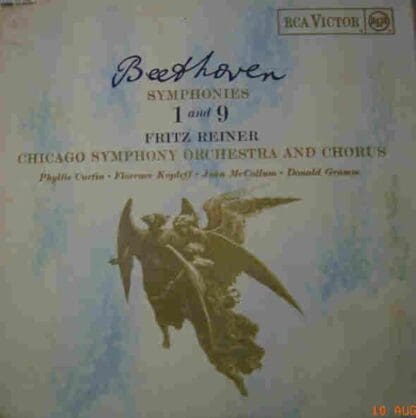 RCA VICTOR
Beethoven
SYMPHONIES
1 and 9
FRITZ REINER
CHICAGO SYMPHONY ORCHESTRA AND CHORUS
Phyllis Curtin · Florence Kopleff · John McCollum · Donald Gramm
10 AUG